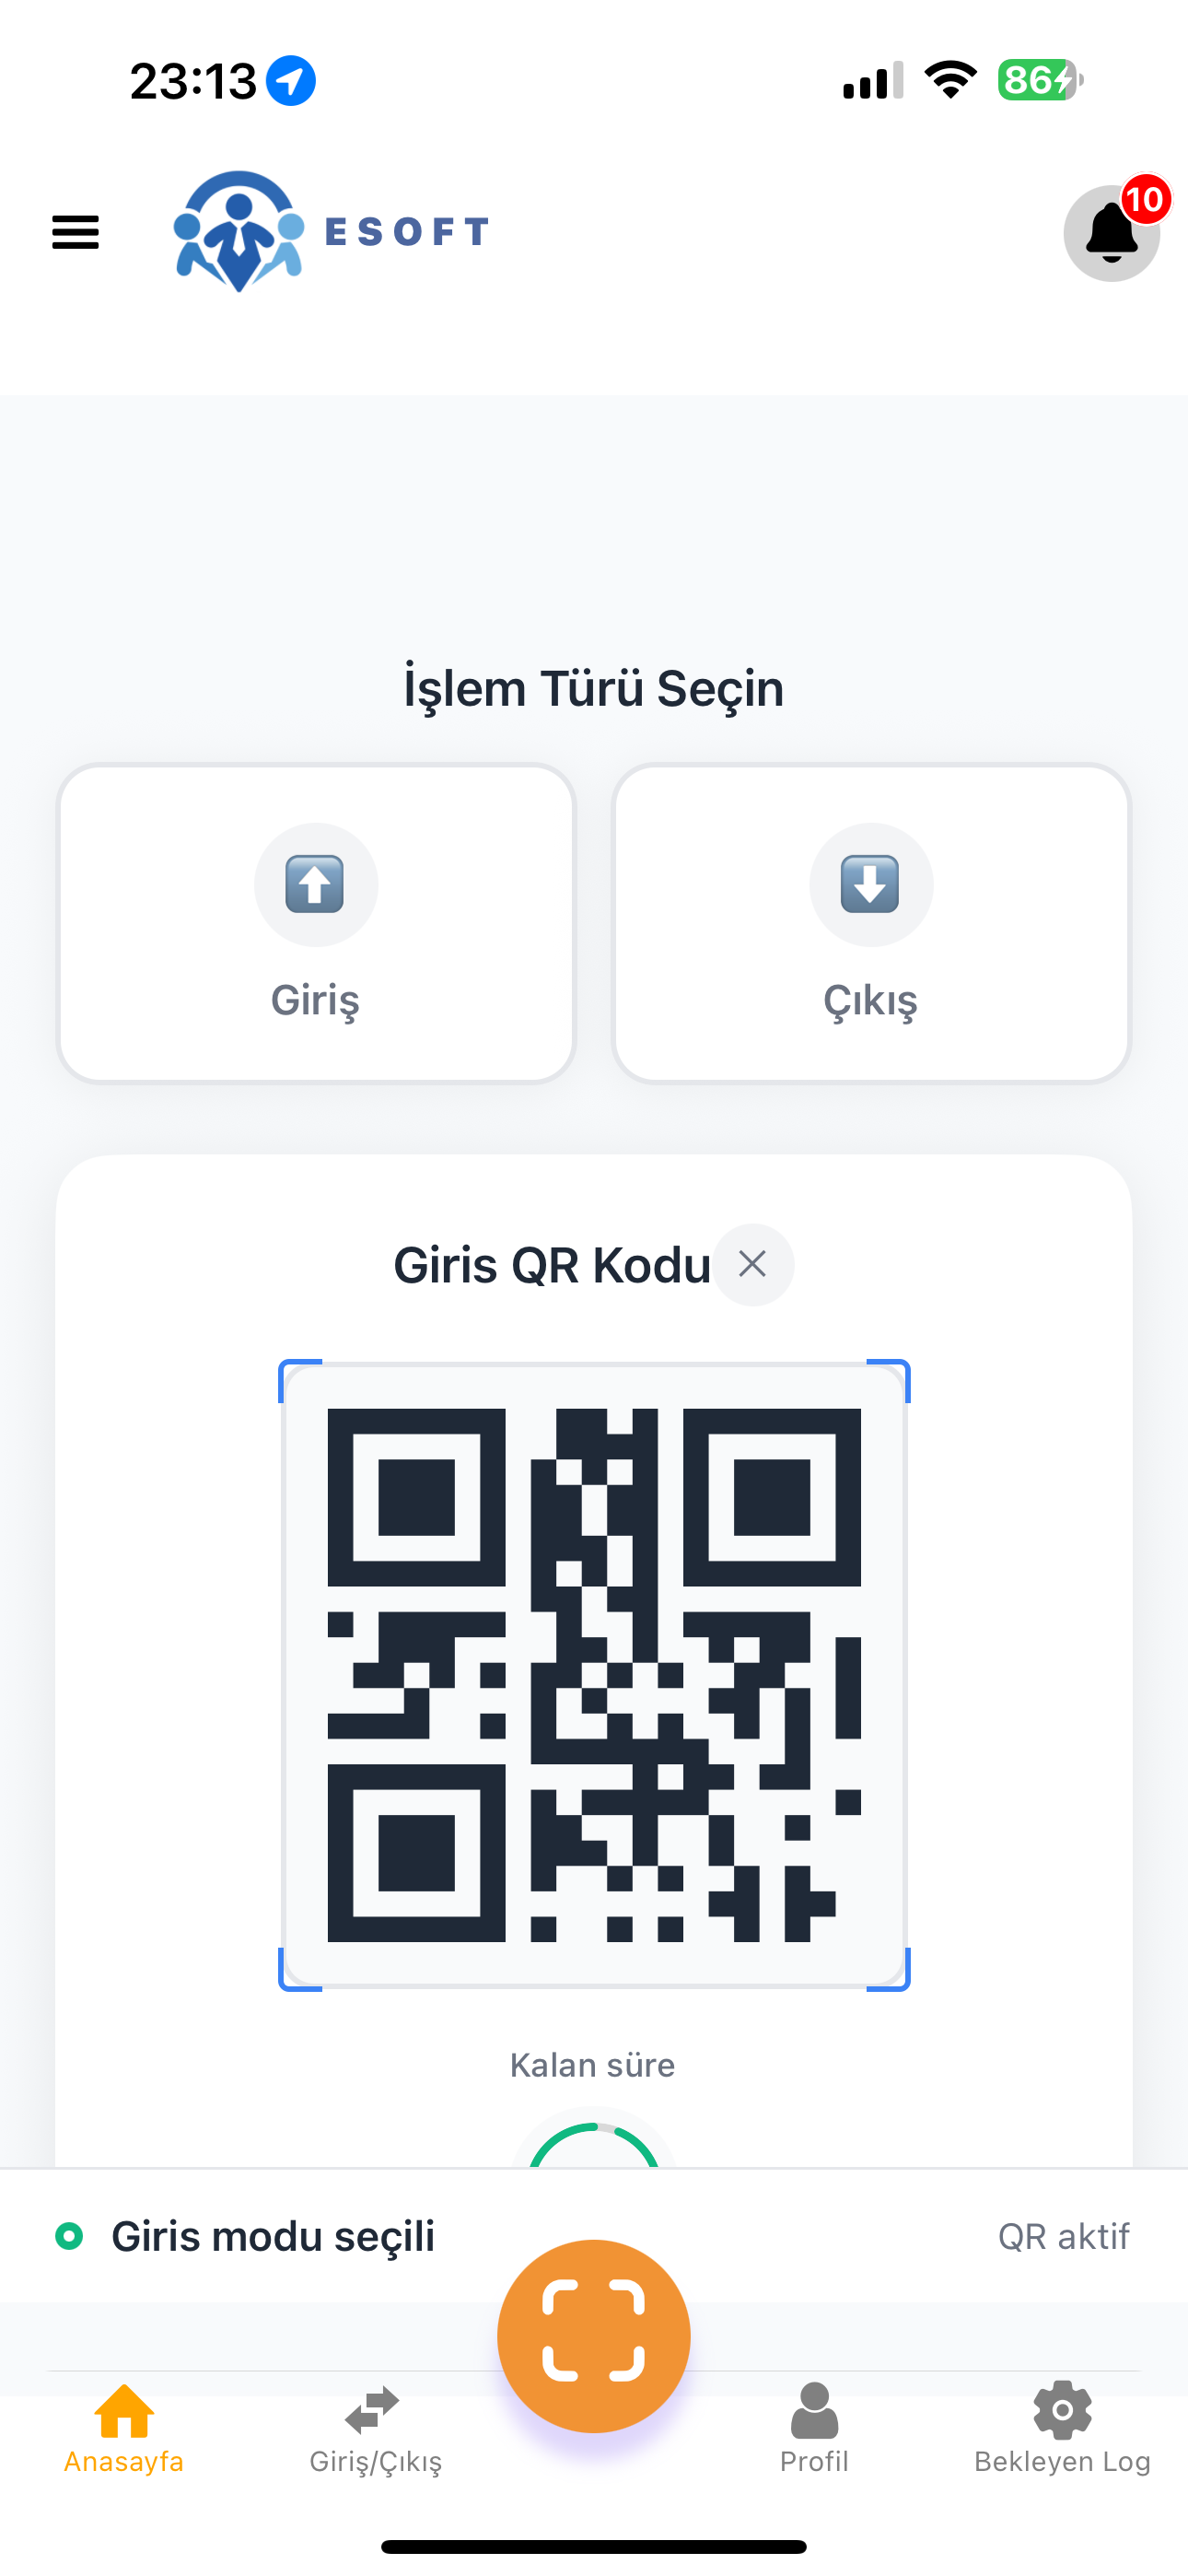 23:13
86
ESOFT
10
İşlem Türü Seçin
Giriş
Çıkış
Giris QR Kodu
Kalan süre
Giris modu seçili
QR aktif
Anasayfa
Giriş/Çıkış
Profil
Bekleyen Log